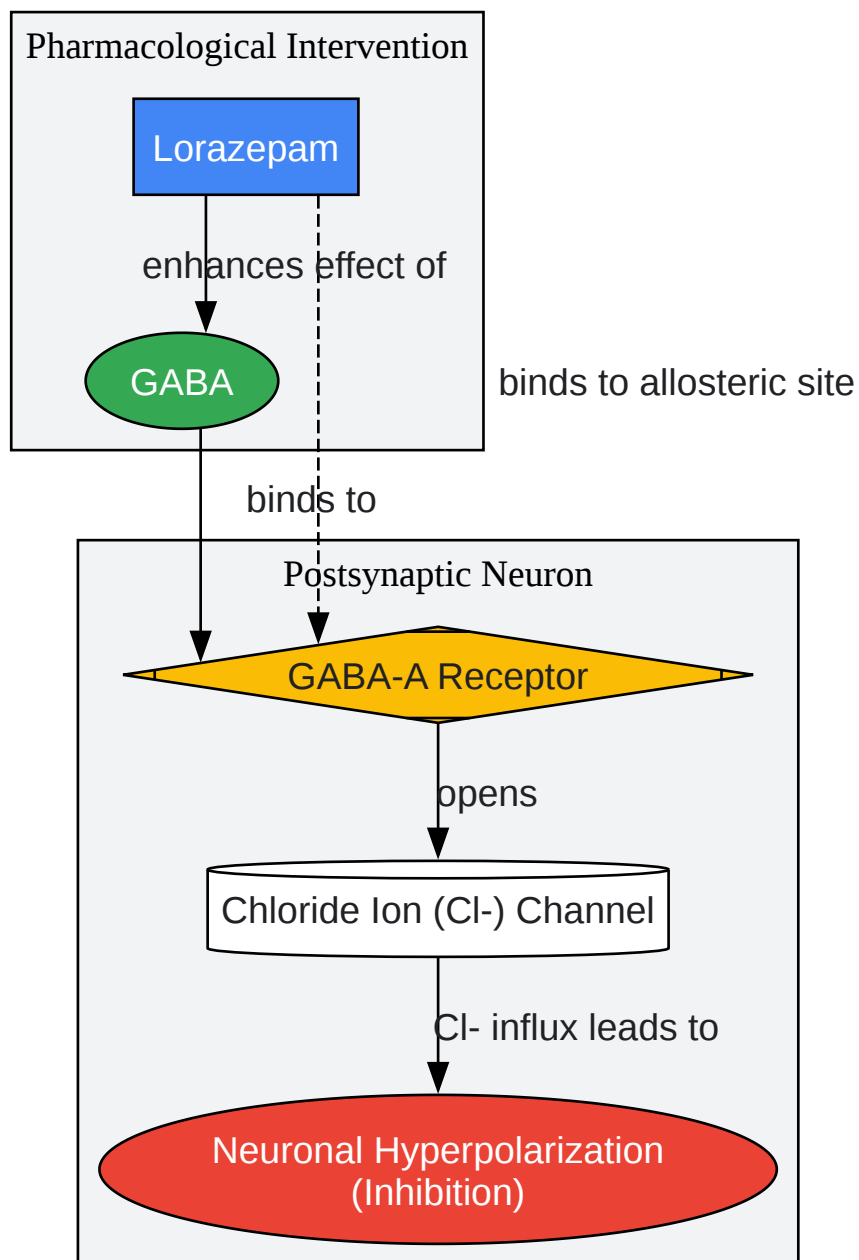 Pharmacological Intervention
Lorazepam
enhances effect of
GABA
binds to allosteric site
binds to
Postsynaptic Neuron
GABA-A Receptor
opens
Chloride Ion (Cl-) Channel
Cl- influx leads to
Neuronal Hyperpolarization
(Inhibition)